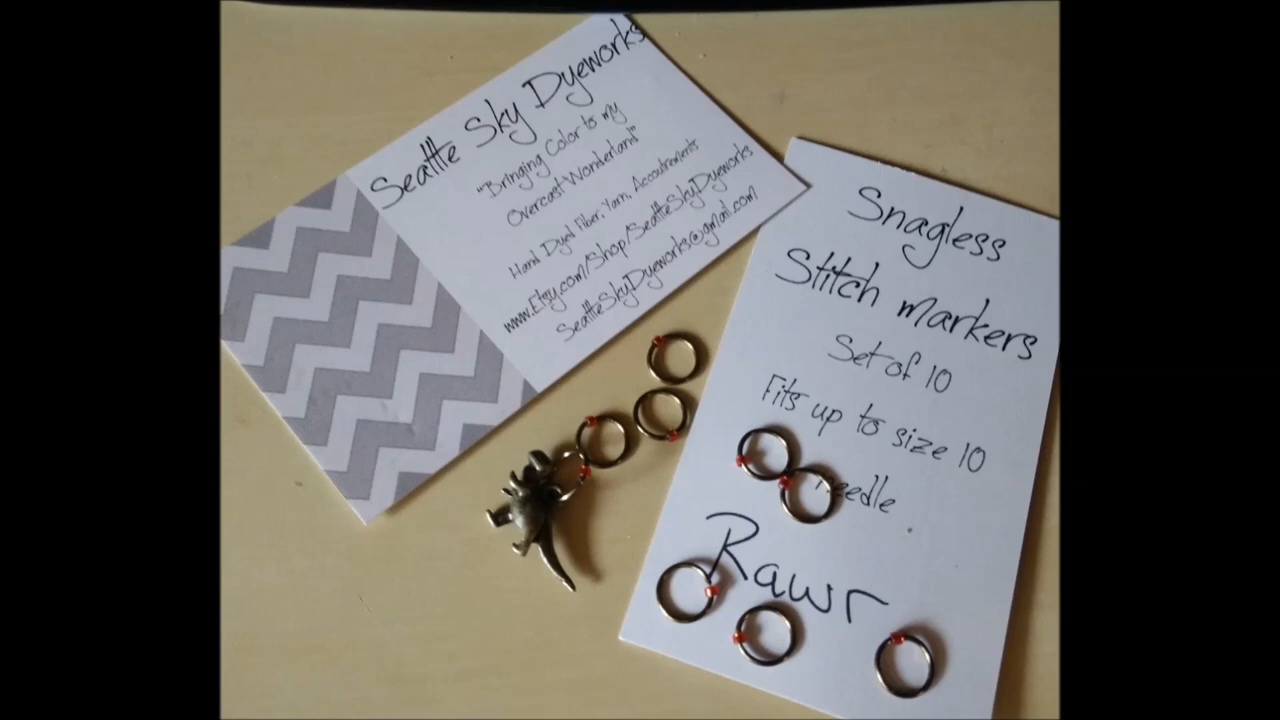 Seattle Sky Dyeworks
"Bringing Color to my
Overcast Wonderland"
Hand Dyed Fiber, Yarn, Accoutrements
www.Etsy.com/Shop/SeattleSkyDyeworks
SeattleSkyDyeworks@gmail.com
Snagless
Stitch markers
Set of 10
Fits up to size 10
Needle
Rawr